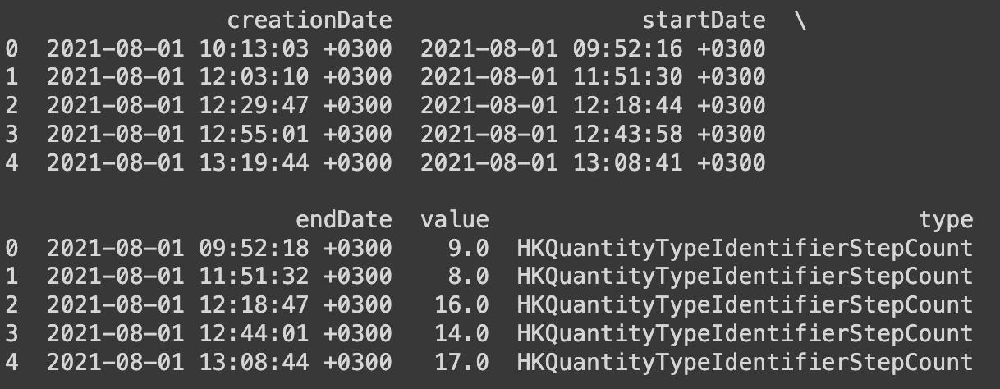 creationDate startDate \
0 2021-08-01 10:13:03 +0300 2021-08-01 09:52:16 +0300
1 2021-08-01 12:03:10 +0300 2021-08-01 11:51:30 +0300
2 2021-08-01 12:29:47 +0300 2021-08-01 12:18:44 +0300
3 2021-08-01 12:55:01 +0300 2021-08-01 12:43:58 +0300
4 2021-08-01 13:19:44 +0300 2021-08-01 13:08:41 +0300
endDate value type
0 2021-08-01 09:52:18 +0300 9.0 HKQuantityTypeIdentifierStepCount
1 2021-08-01 11:51:32 +0300 8.0 HKQuantityTypeIdentifierStepCount
2 2021-08-01 12:18:47 +0300 16.0 HKQuantityTypeIdentifierStepCount
3 2021-08-01 12:44:01 +0300 14.0 HKQuantityTypeIdentifierStepCount
4 2021-08-01 13:08:44 +0300 17.0 HKQuantityTypeIdentifierStepCount